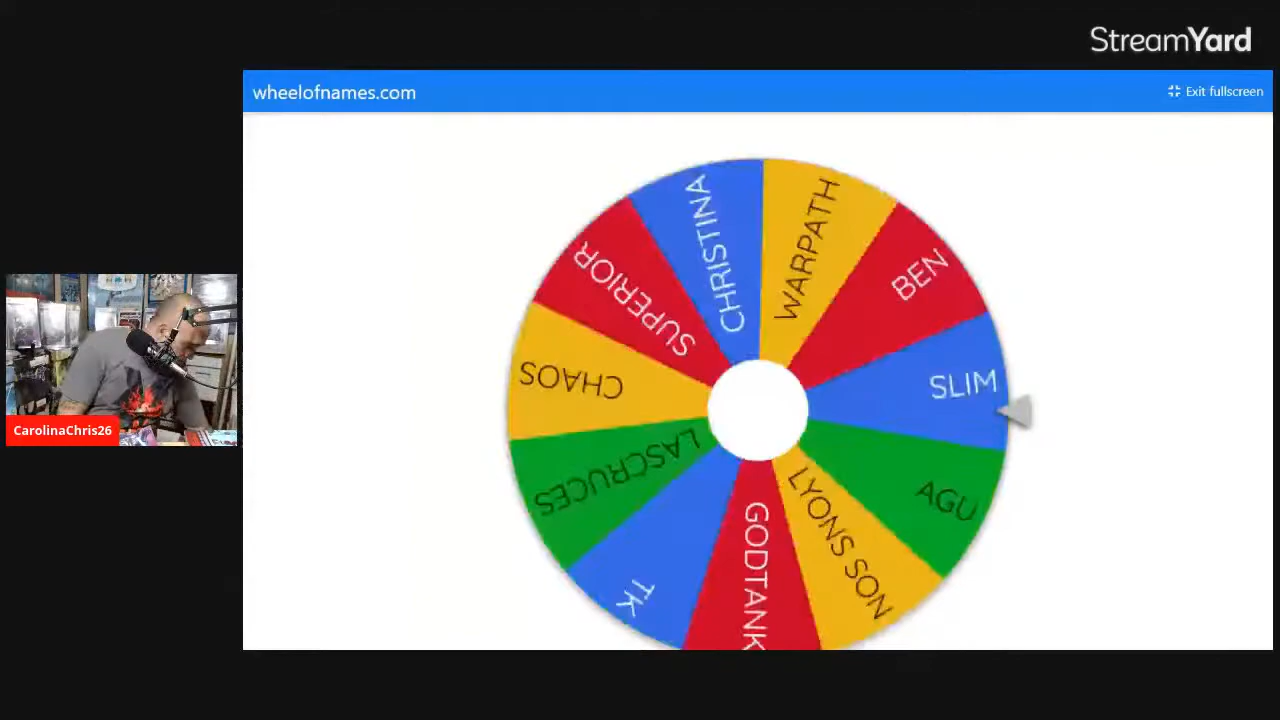 StreamYard
wheelofnames.com
Exit fullscreen
CHRISTINA
WARPATH
BEN
SLIM
AGU
LYONS SON
GODTANK
TK
LASCRUCES
CHAOS
SUPERIOR
CarolinaChris26